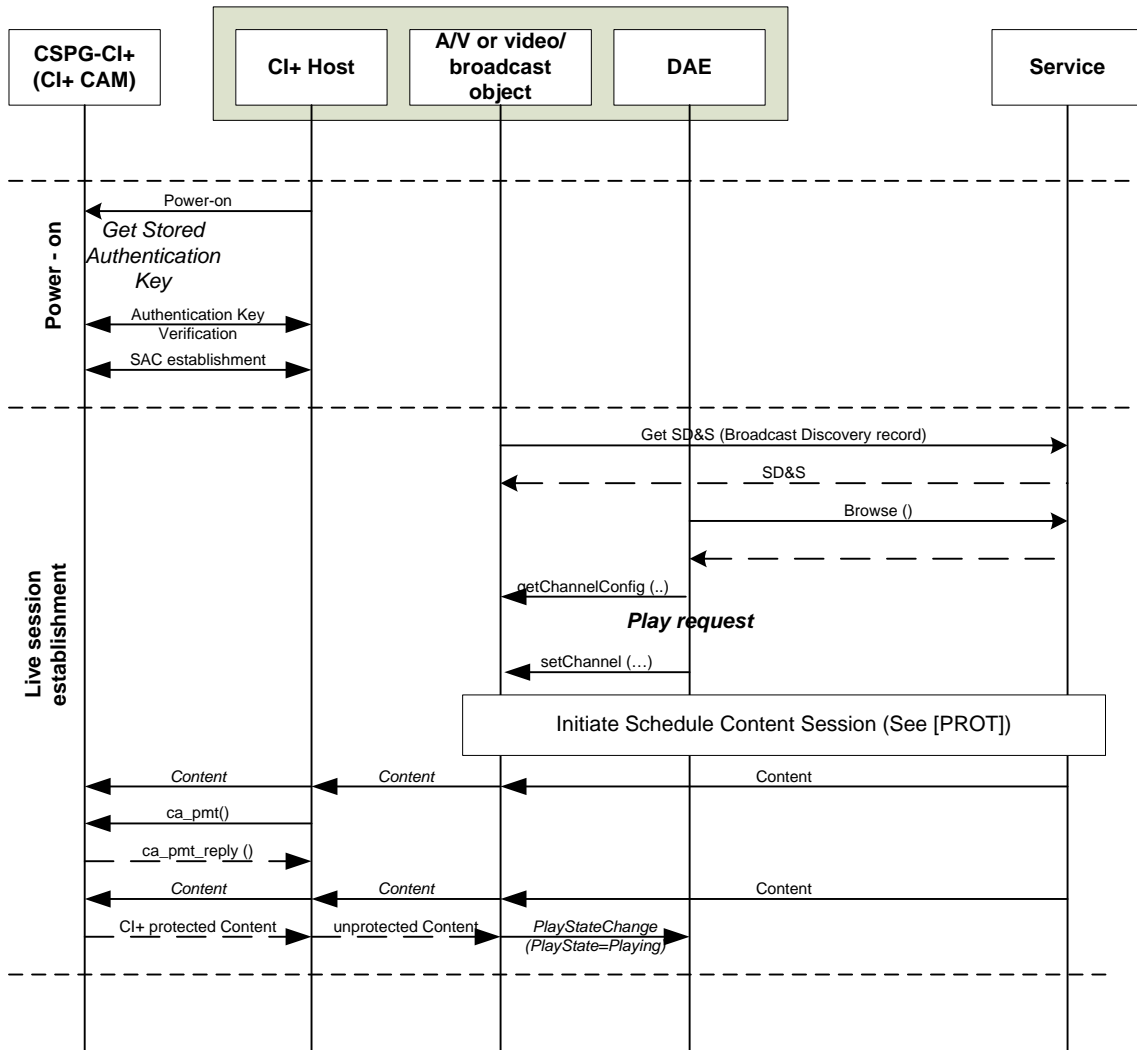 CSPG-CI+
(CI+ CAM)
CI+ Host
A/V or video/
broadcast
object
DAE
Service
Power - on
Power-on
Get Stored
Authentication
Key
Authentication Key
Verification
SAC establishment
Live session
establishment
Get SD&S (Broadcast Discovery record)
SD&S
Browse ()
getChannelConfig (..)
Play request
setChannel (…)
Initiate Schedule Content Session (See [PROT])
Content
Content
Content
ca_pmt()
ca_pmt_reply ()
Content
Content
Content
CI+ protected Content
unprotected Content
PlayStateChange
(PlayState=Playing)